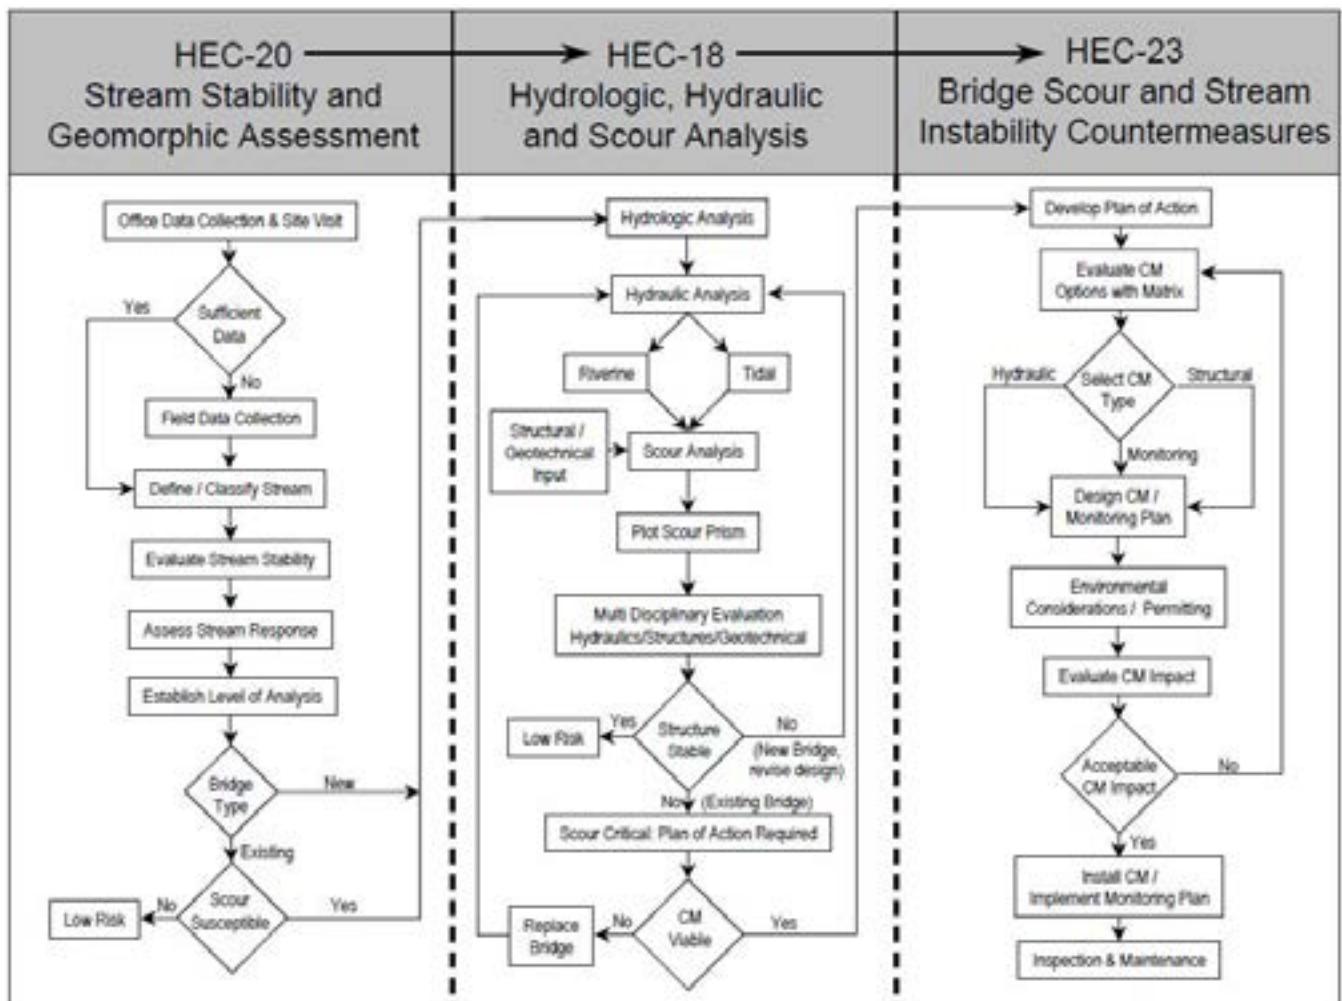 HEC-20
Stream Stability and
Geomorphic Assessment
HEC-18
Hydrologic, Hydraulic
and Scour Analysis
HEC-23
Bridge Scour and Stream
Instability Countermeasures
Office Data Collection & Site Visit
Yes
Sufficient
Data
No
Field Data Collection
Define / Classify Stream
Evaluate Stream Stability
Assess Stream Response
Establish Level of Analysis
Bridge
Type
New
Existing
Low Risk
No
Scour
Susceptible
Yes
Hydrologic Analysis
Hydraulic Analysis
Riverine
Tidal
Structural /
Geotechnical
Input
Scour Analysis
Plot Scour Prism
Multi Disciplinary Evaluation
Hydraulics/Structures/Geotechnical
Low Risk
Yes
Structure
Stable
No
(New Bridge,
revise design)
No (Existing Bridge)
Scour Critical: Plan of Action Required
Replace
Bridge
No
CM
Viable
Yes
Develop Plan of Action
Evaluate CM
Options with Matrix
Hydraulic
Select CM
Type
Structural
Monitoring
Design CM /
Monitoring Plan
Environmental
Considerations / Permitting
Evaluate CM Impact
Acceptable
CM Impact
No
Yes
Install CM /
Implement Monitoring Plan
Inspection & Maintenance